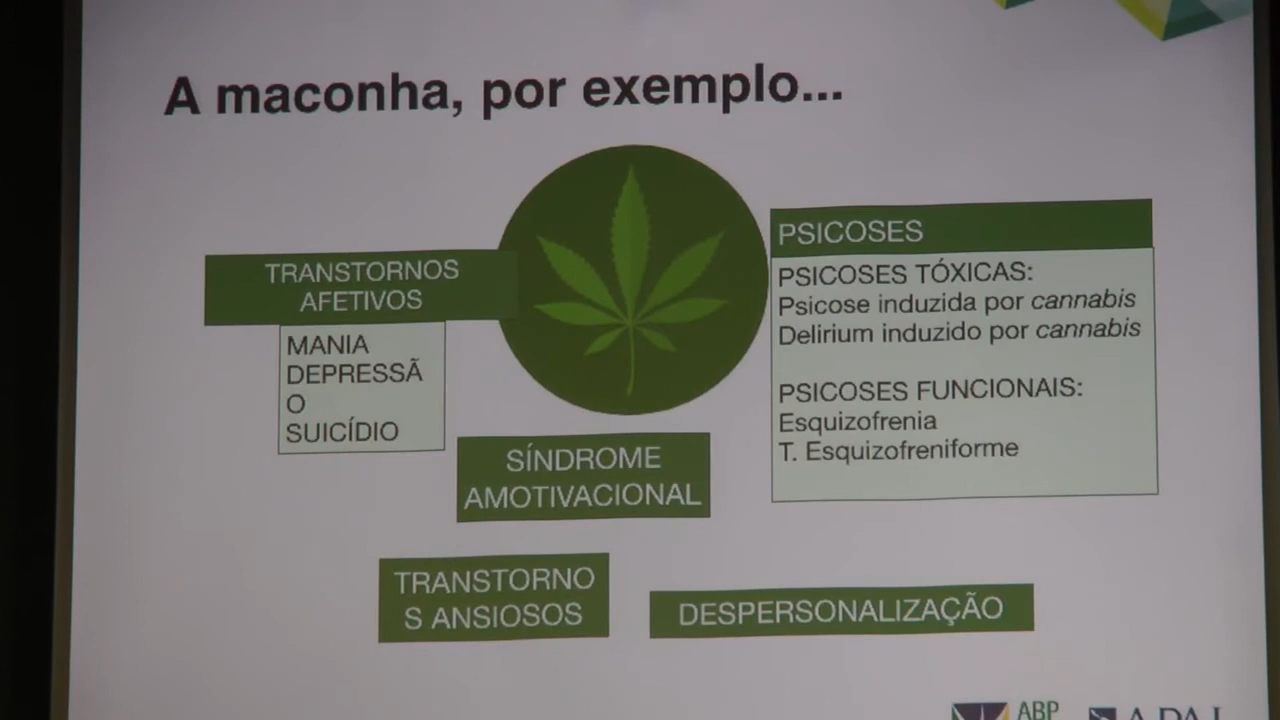 A maconha, por exemplo...
TRANSTORNOS
AFETIVOS
MANIA
DEPRESSÃ
O
SUICÍDIO
SÍNDROME
AMOTIVACIONAL
PSICOSES
PSICOSES TÓXICAS:
Psicose induzida por cannabis
Delirium induzido por cannabis
PSICOSES FUNCIONAIS:
Esquizofrenia
T. Esquizofreniforme
TRANSTORNO
S ANSIOSOS
DESPERSONALIZAÇÃO
ABP